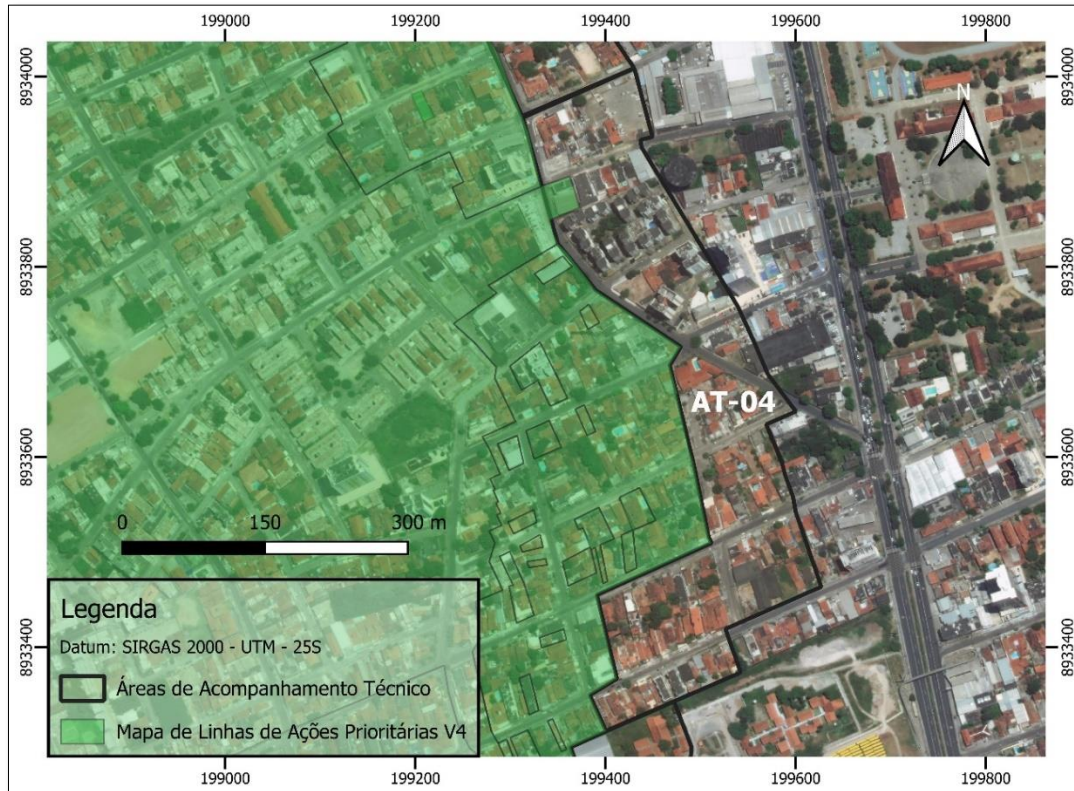 199000 199200 199400 199600 199800
8934000 8934000
N
8933800 8933800
AT-04
8933600 8933600
0 150 300 m
Legenda
Datum: SIRGAS 2000 - UTM - 25S
8933400 8933400
Áreas de Acompanhamento Técnico
Mapa de Linhas de Ações Prioritárias V4
199000 199200 199400 199600 199800